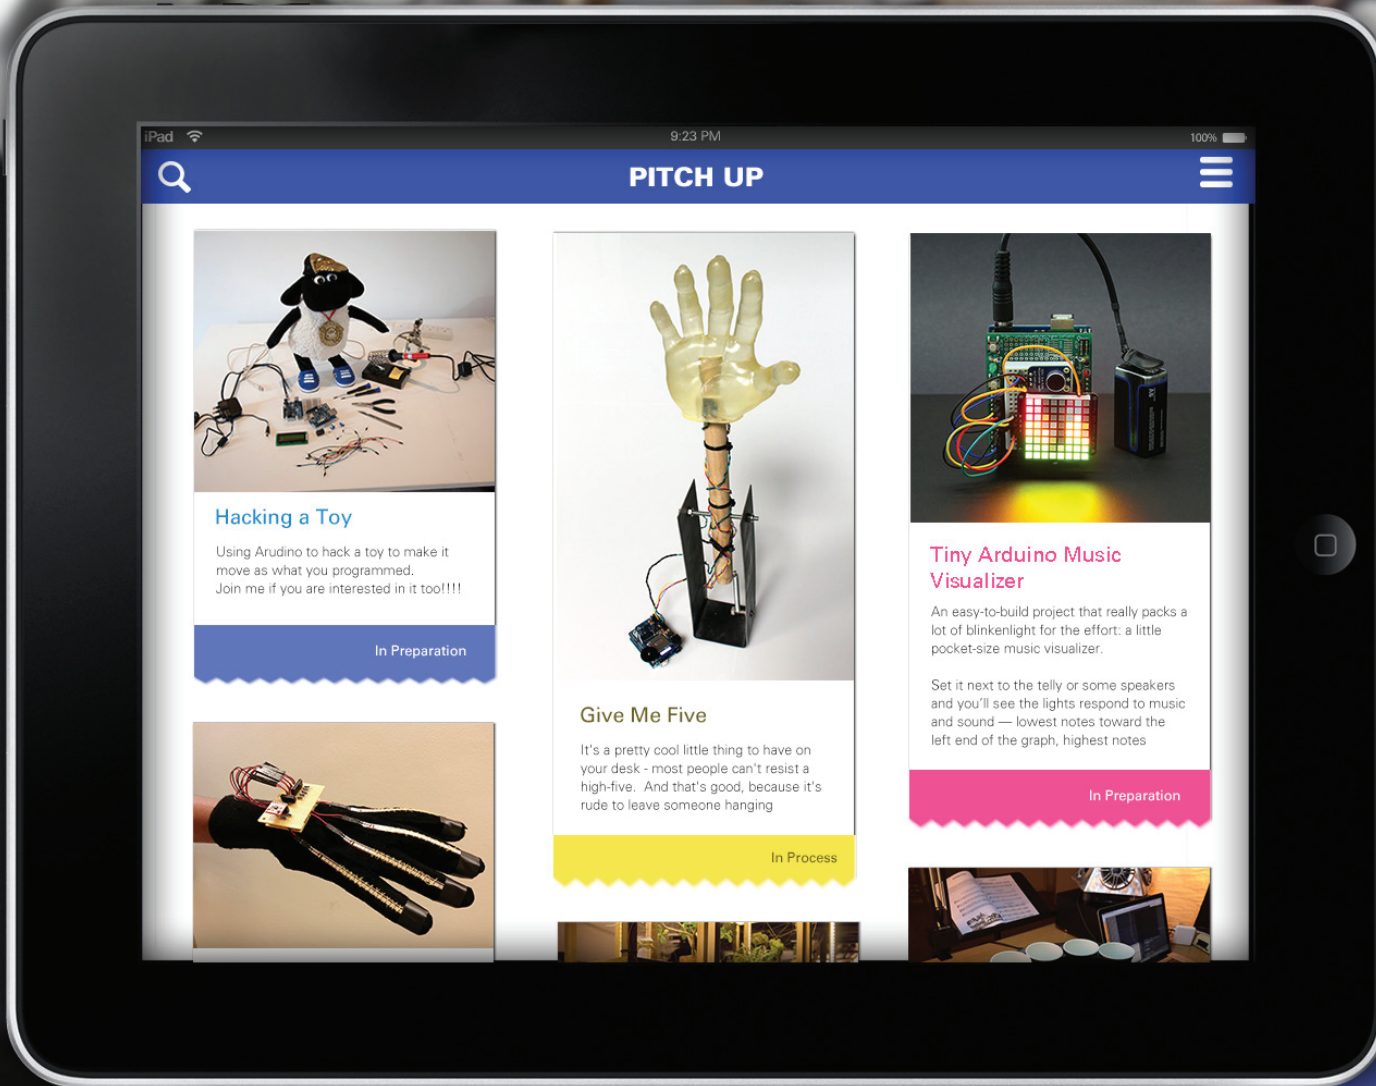 iPad
9:23 PM
100%
PITCH UP
Hacking a Toy
Using Arudino to hack a toy to make it
move as what you programmed.
Join me if you are interested in it too!!!!
In Preparation
Give Me Five
It's a pretty cool little thing to have on
your desk - most people can't resist a
high-five.  And that's good, because it's
rude to leave someone hanging
In Process
Tiny Arduino Music
Visualizer
An easy-to-build project that really packs a
lot of blinkenlight for the effort: a little
pocket-size music visualizer.
Set it next to the telly or some speakers
and you'll see the lights respond to music
and sound — lowest notes toward the
left end of the graph, highest notes
In Preparation